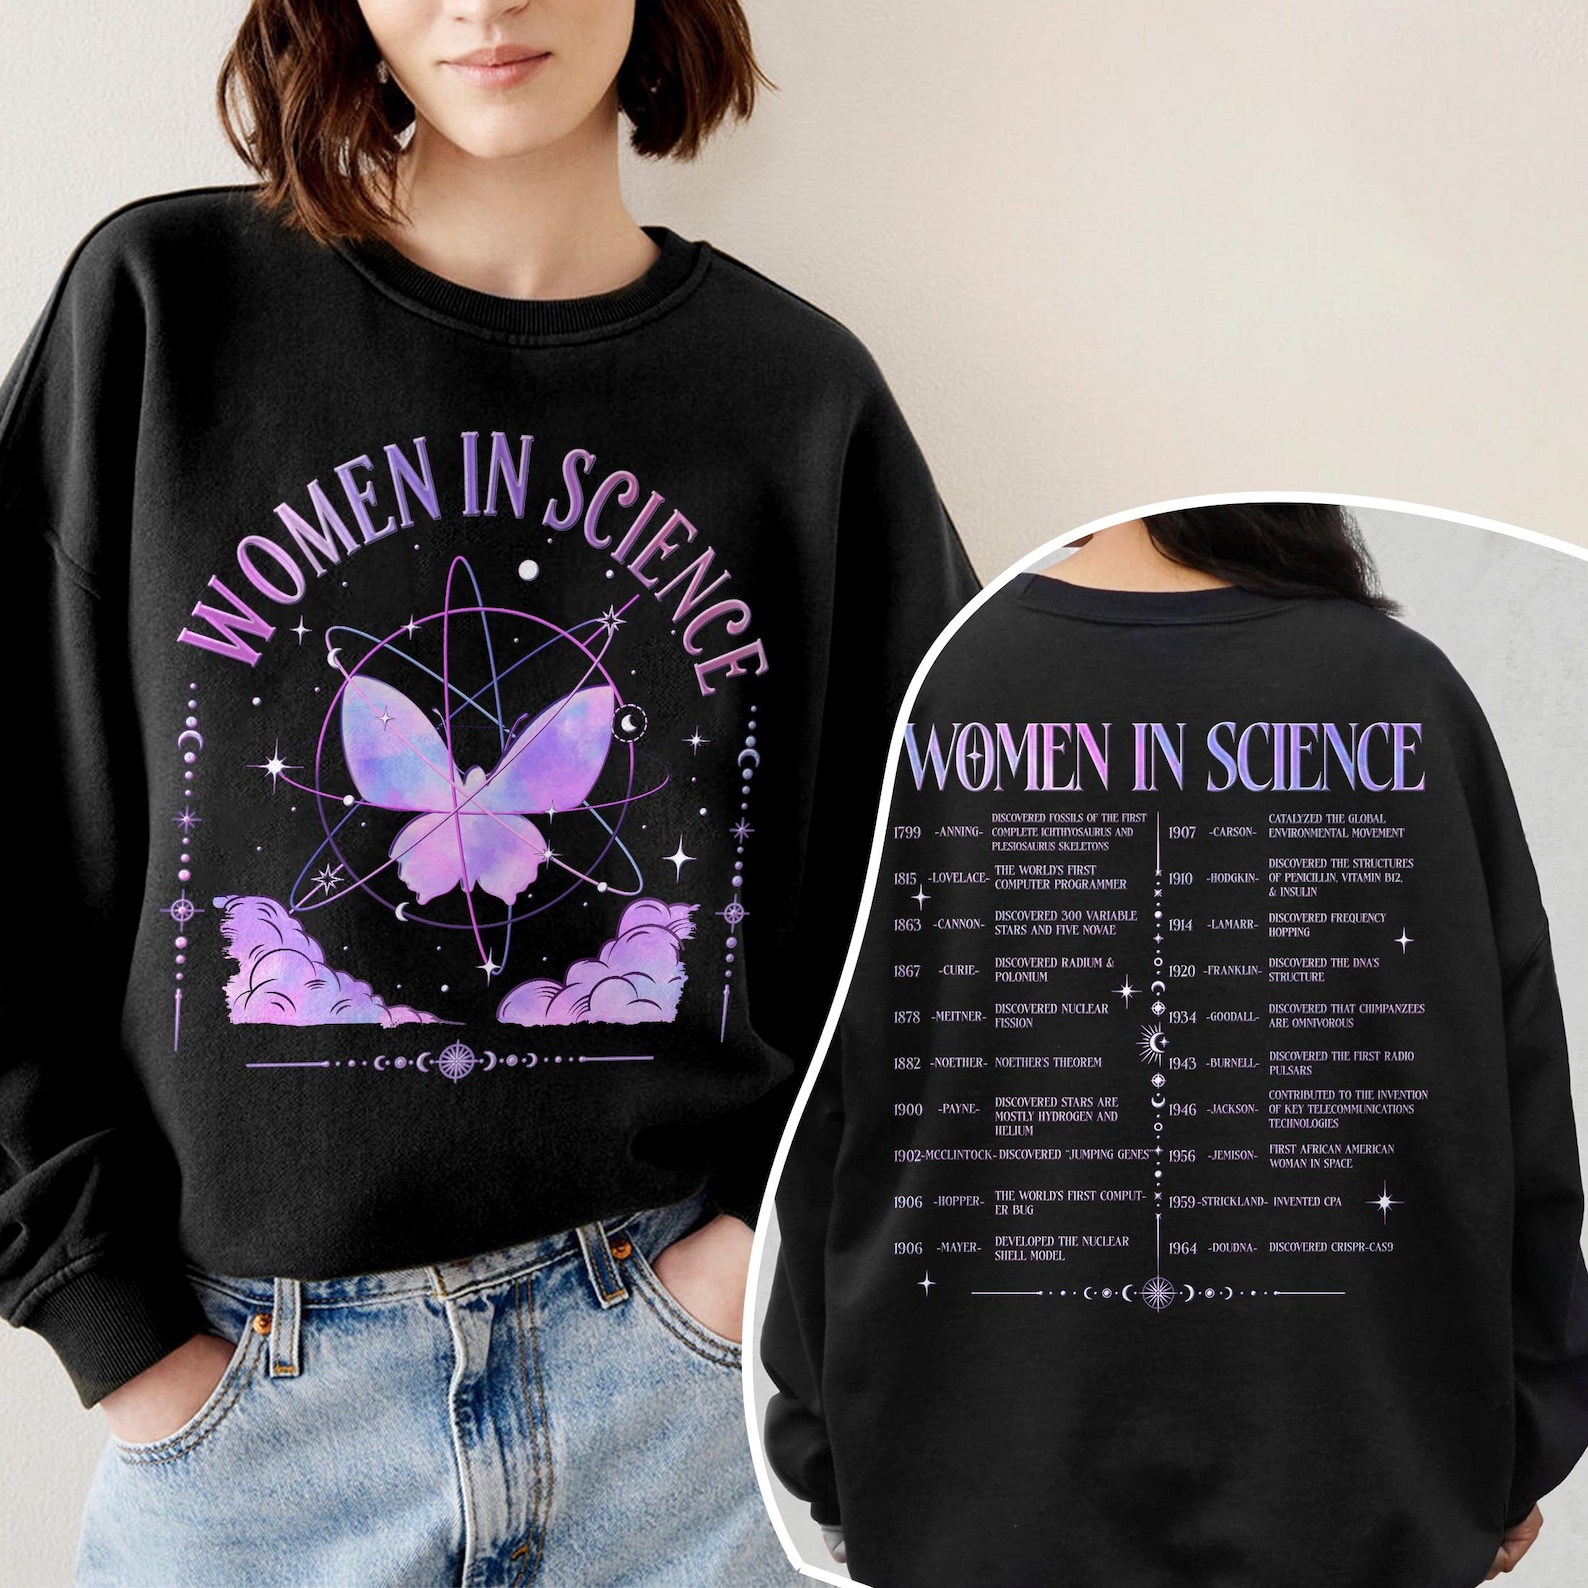 WOMEN IN SCIENCE
WOMEN IN SCIENCE
1799 -ANNING- DISCOVERED FOSSILS OF THE FIRST
COMPLETE ICHTHYOSAURUS AND
PLESIOSAURUS SKELETONS
1815 -LOVELACE- THE WORLD'S FIRST
COMPUTER PROGRAMMER
1863 -CANNON- DISCOVERED 300 VARIABLE
STARS AND FIVE NOVAE
1867 -CURIE- DISCOVERED RADIUM &
POLONIUM
1878 -MEITNER- DISCOVERED NUCLEAR
FISSION
1882 -NOETHER- NOETHER'S THEOREM
1900 -PAYNE- DISCOVERED STARS ARE
MOSTLY HYDROGEN AND
HELIUM
1902-MCCLINTOCK- DISCOVERED "JUMPING GENES"
1906 -HOPPER- THE WORLD'S FIRST COMPUT-
ER BUG
1906 -MAYER- DEVELOPED THE NUCLEAR
SHELL MODEL
1907 -CARSON- CATALYZED THE GLOBAL
ENVIRONMENTAL MOVEMENT
1910 -HODGKIN- DISCOVERED THE STRUCTURES
OF PENICILLIN, VITAMIN B12,
& INSULIN
1914 -LAMARR- DISCOVERED FREQUENCY
HOPPING
1920 -FRANKLIN- DISCOVERED THE DNA'S
STRUCTURE
1934 -GOODALL- DISCOVERED THAT CHIMPANZEES
ARE OMNIVOROUS
1943 -BURNELL- DISCOVERED THE FIRST RADIO
PULSARS
1946 -JACKSON- CONTRIBUTED TO THE INVENTION
OF KEY TELECOMMUNICATIONS
TECHNOLOGIES
1956 -JEMISON- FIRST AFRICAN AMERICAN
WOMAN IN SPACE
1959 -STRICKLAND- INVENTED CPA
1964 -DOUDNA- DISCOVERED CRISPR-CAS9